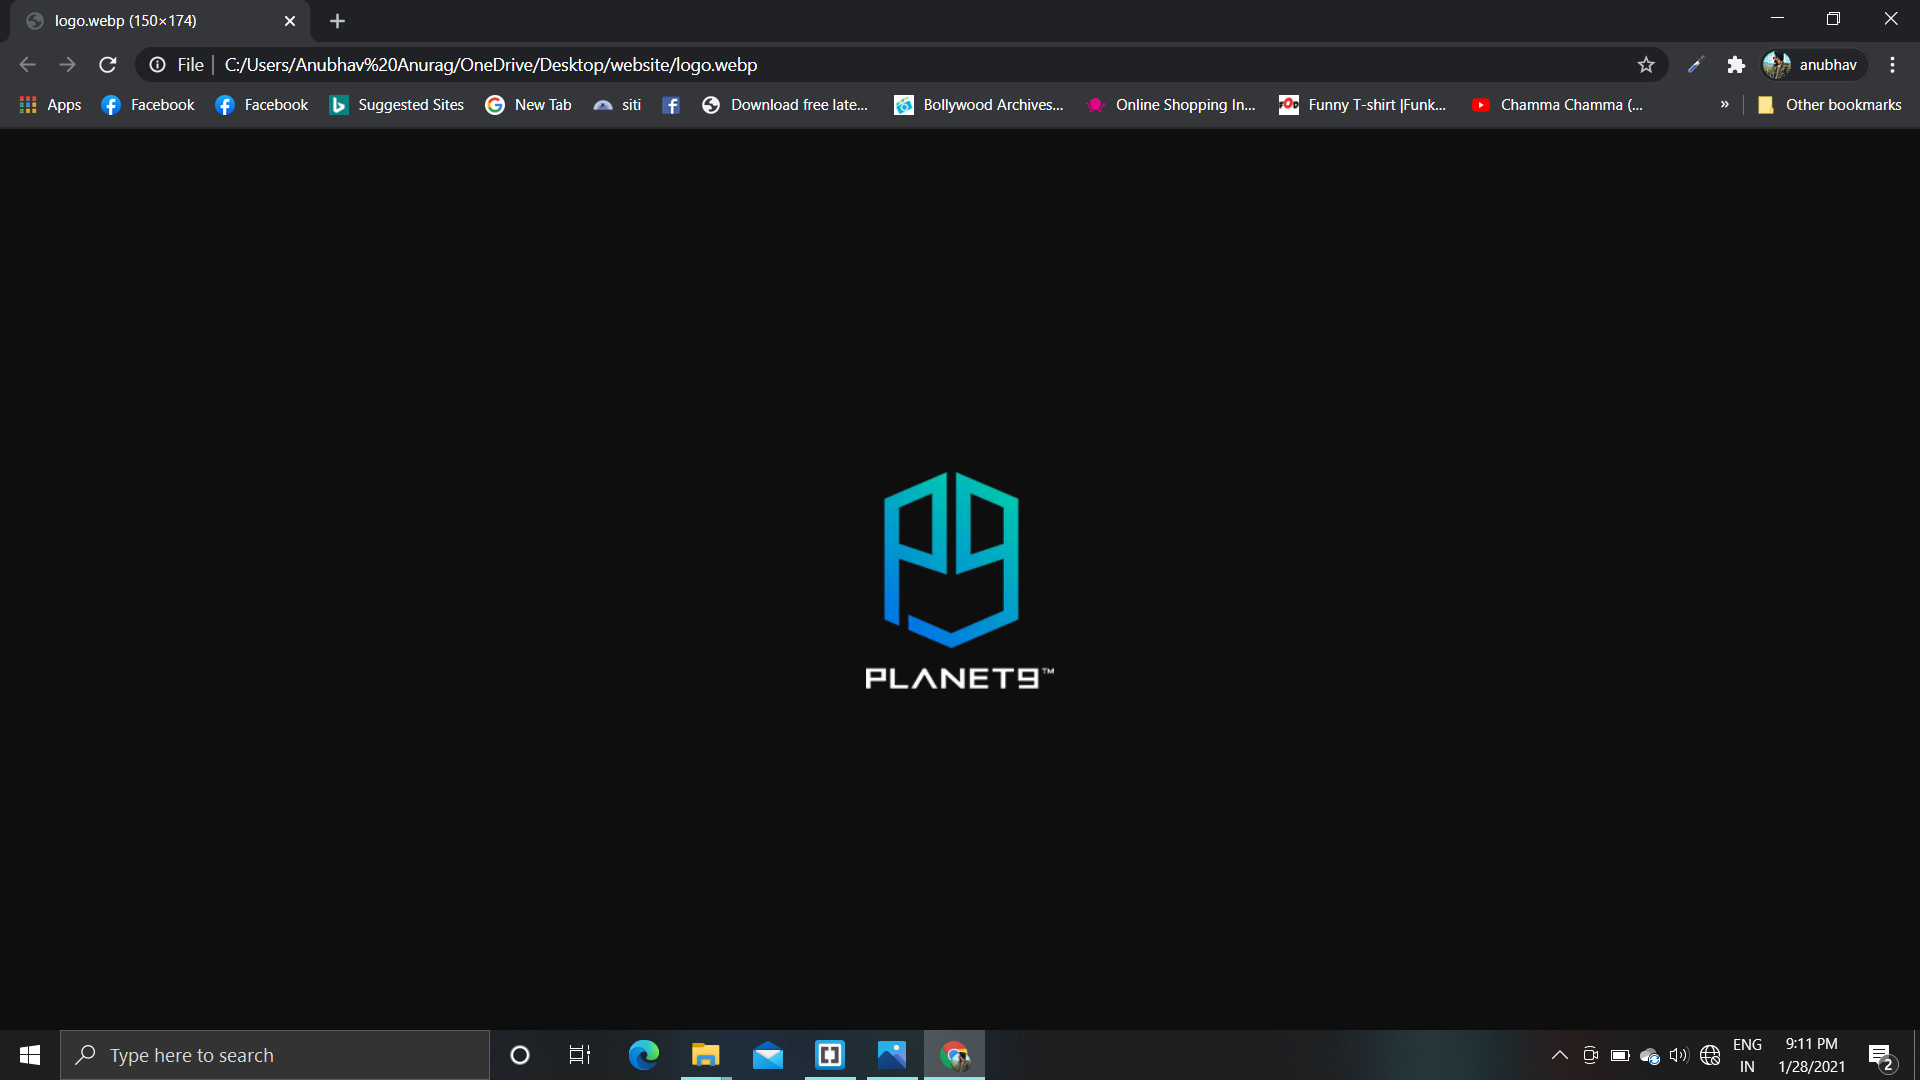 logo.webp (150×174)
File C:/Users/Anubhav%20Anurag/OneDrive/Desktop/website/logo.webp anubhav
Apps Facebook Facebook Suggested Sites New Tab siti Download free late... Bollywood Archives... Online Shopping In... FOD Funny T-shirt |Funk... Chamma Chamma (... » Other bookmarks
P9
PLANET9™
Type here to search
ENG
IN
9:11 PM
1/28/2021
2